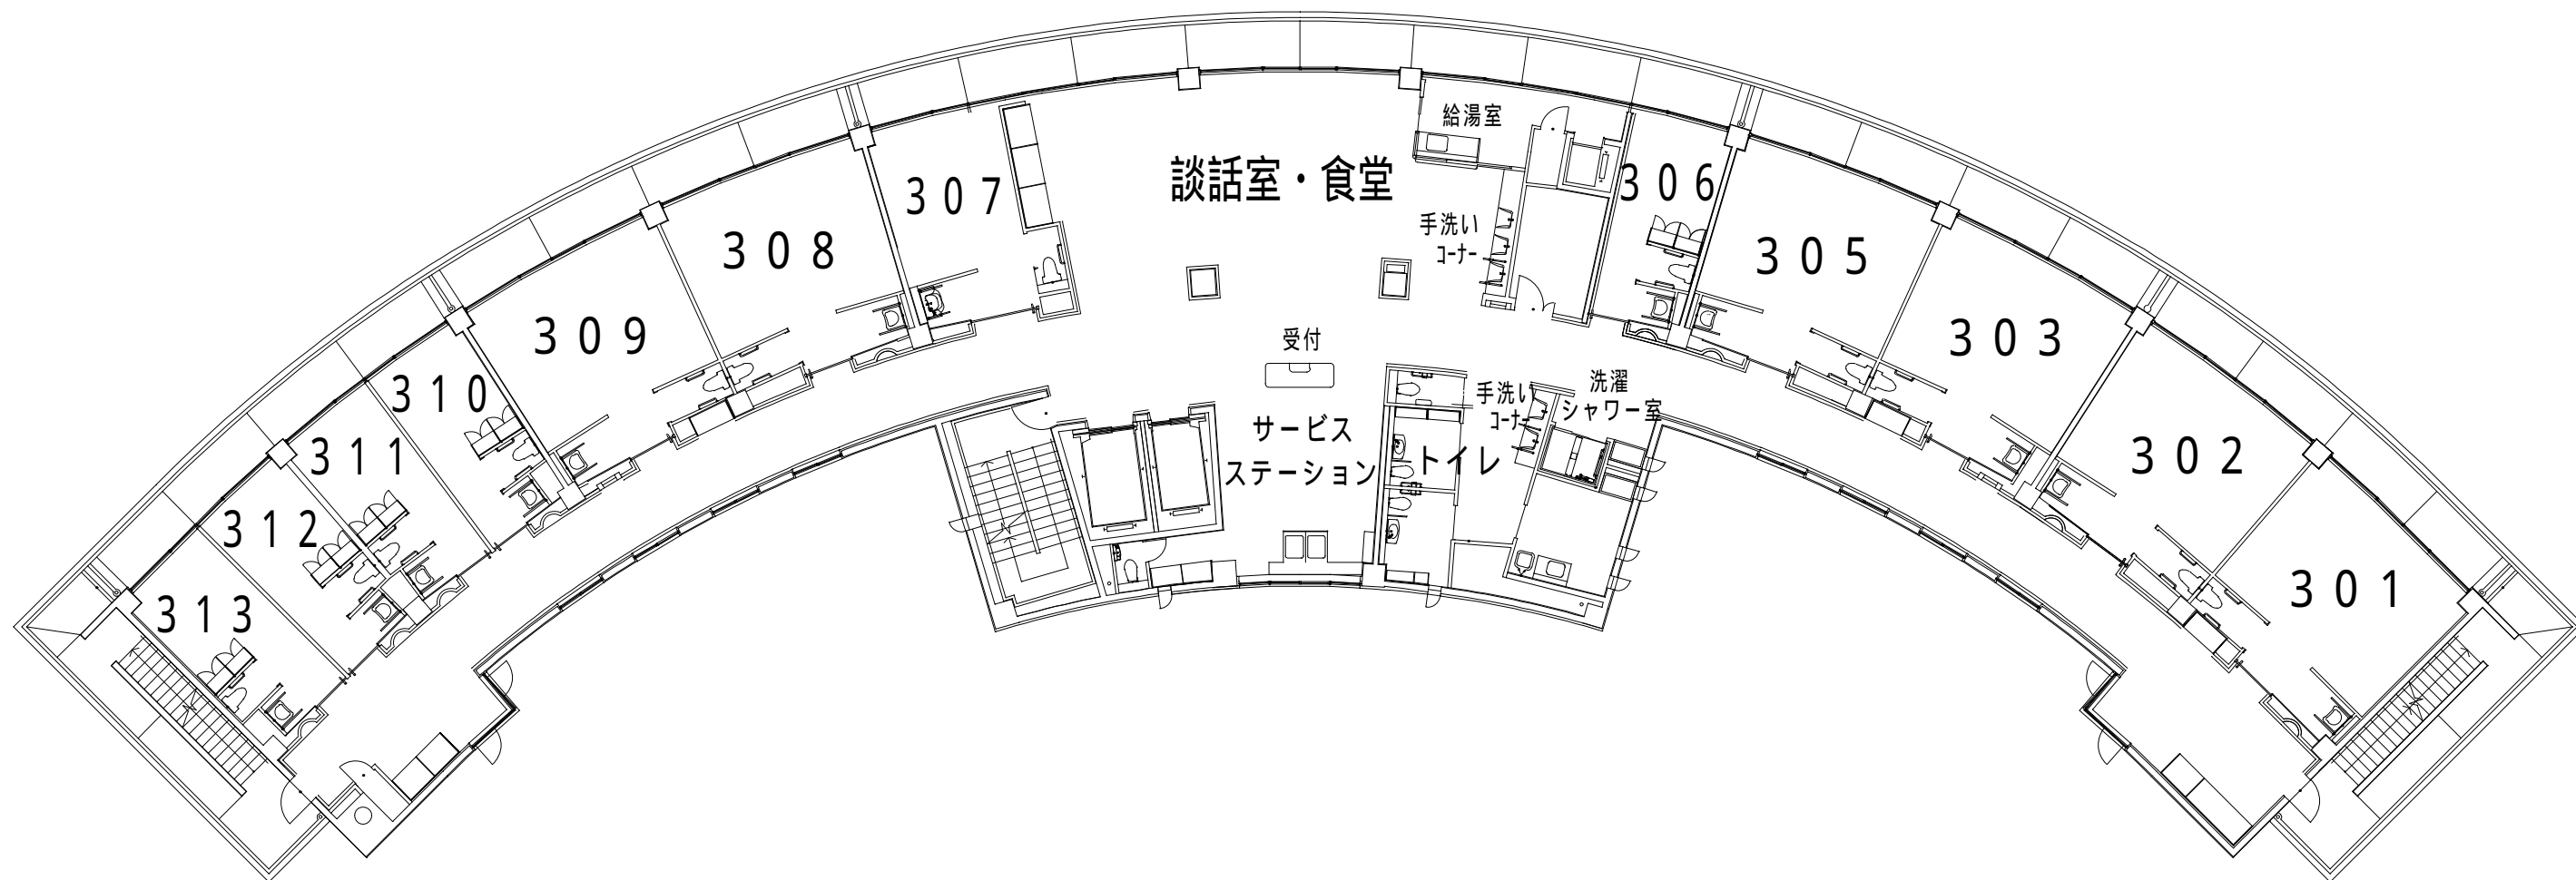 給湯室
談話室・食堂
307
306
手洗い
コーナー
308
305
309
303
受付
310
手洗い
コーナー
洗濯
シャワー室
サービス
ステーション
トイレ
311
302
312
301
313